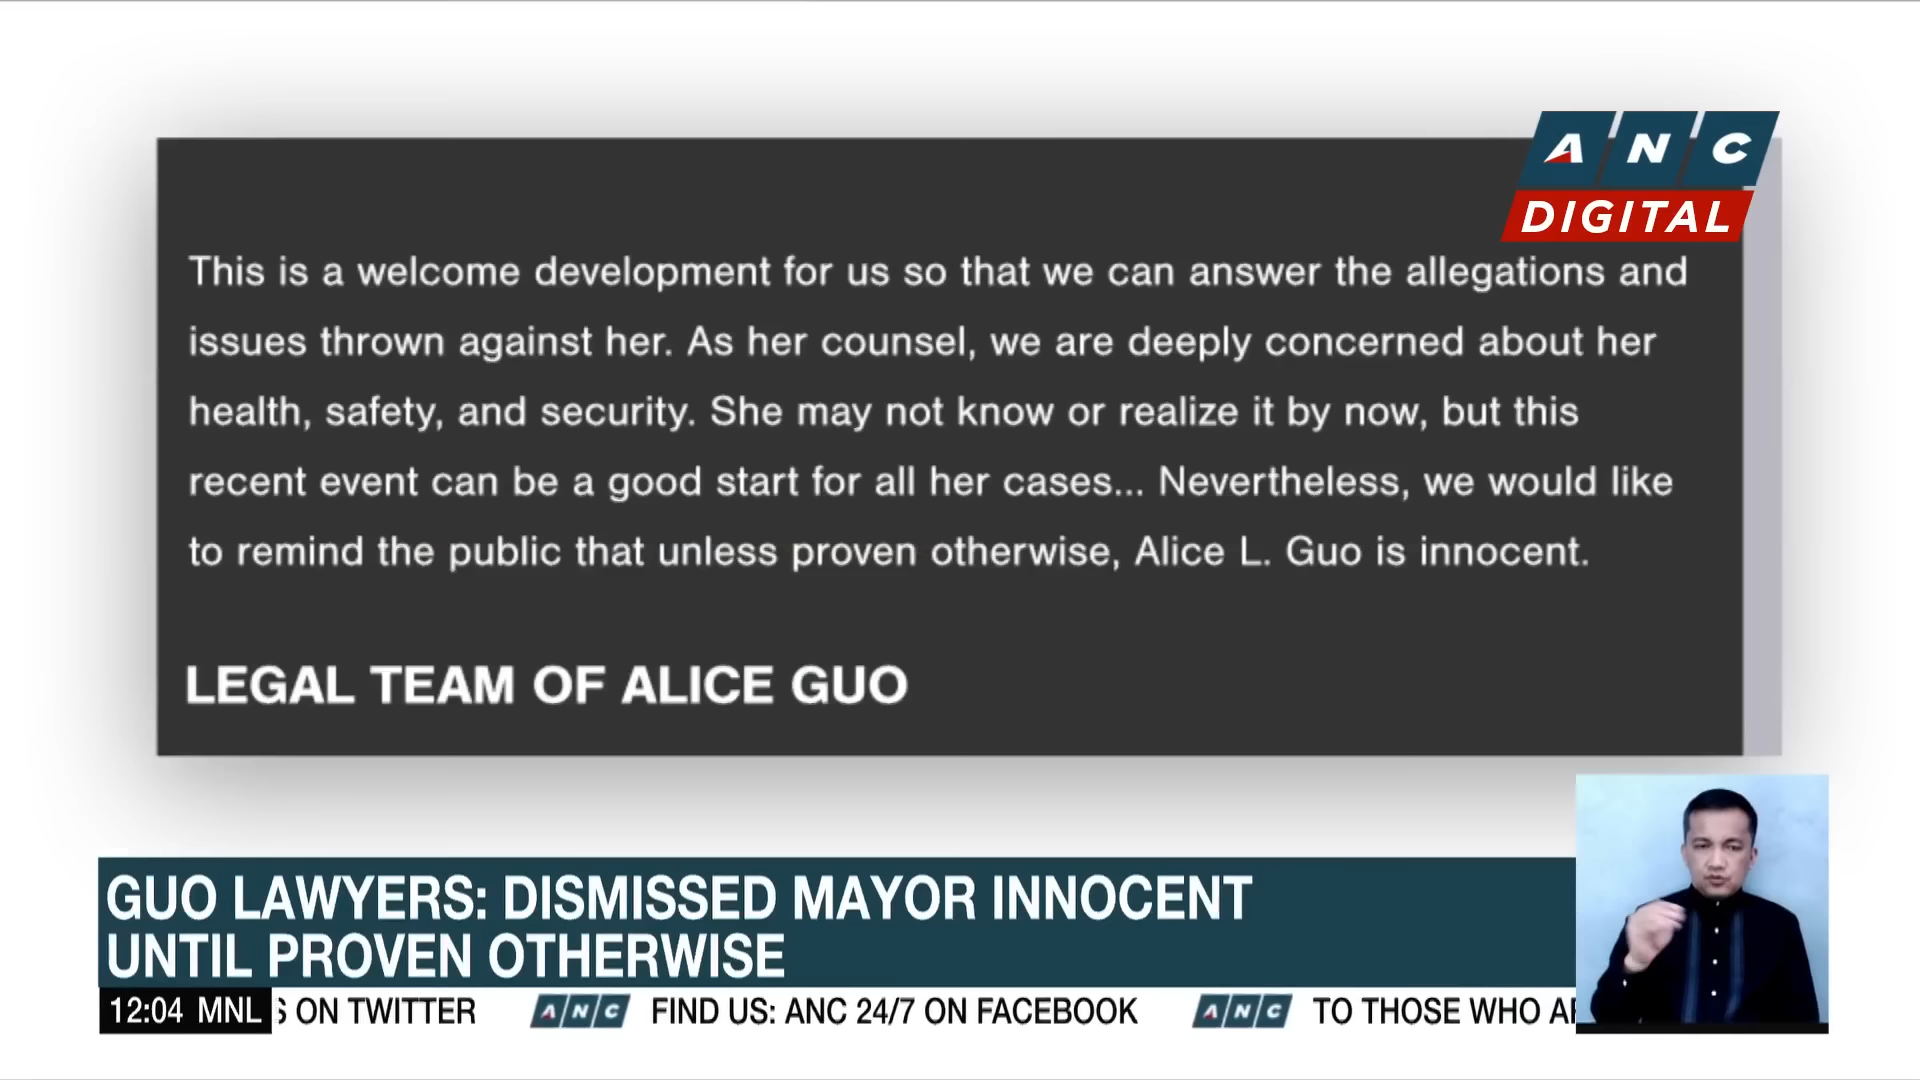 ANC
DIGITAL
This is a welcome development for us so that we can answer the allegations and
issues thrown against her. As her counsel, we are deeply concerned about her
health, safety, and security. She may not know or realize it by now, but this
recent event can be a good start for all her cases... Nevertheless, we would like
to remind the public that unless proven otherwise, Alice L. Guo is innocent.
LEGAL TEAM OF ALICE GUO
GUO LAWYERS: DISMISSED MAYOR INNOCENT
UNTIL PROVEN OTHERWISE
12:04 MNL ON TWITTER ANC FIND US: ANC 24/7 ON FACEBOOK ANC TO THOSE WHO